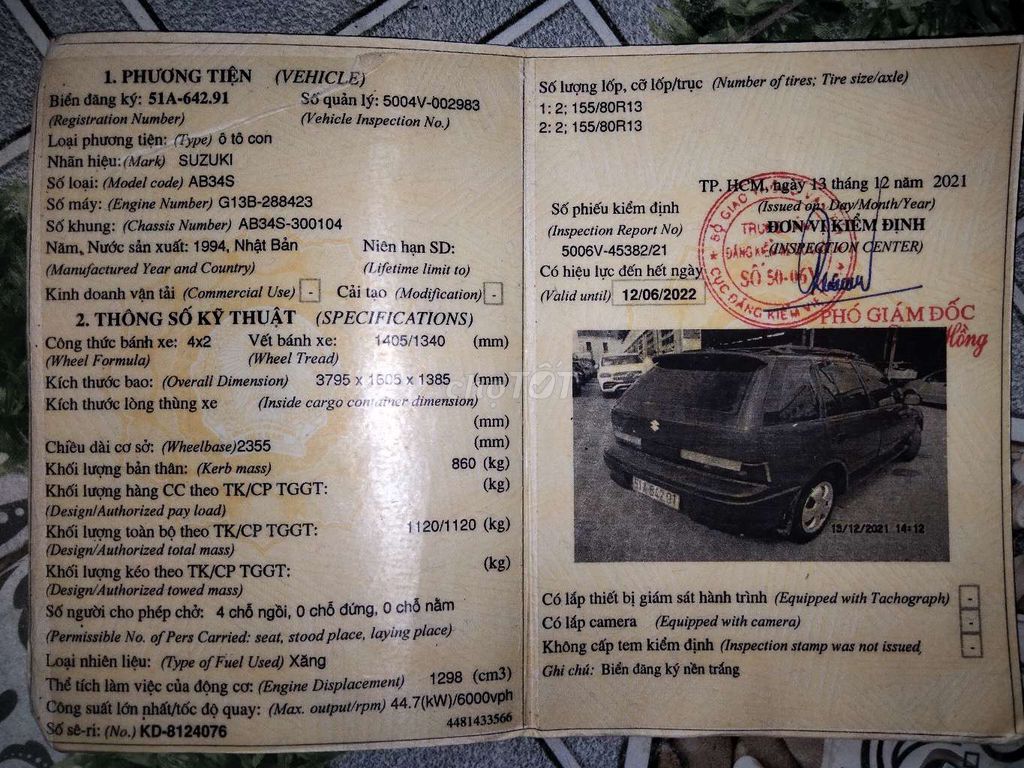 1. PHƯƠNG TIỆN (VEHICLE)
Biển đăng ký: 51A-642.91 Số quản lý: 5004V-002983
(Registration Number) (Vehicle Inspection No.)
Loại phương tiện: (Type) ô tô con
Nhãn hiệu: (Mark) SUZUKI
Số loại: (Model code) AB34S
Số máy: (Engine Number) G13B-288423
Số khung: (Chassis Number) AB34S-300104
Năm, Nước sản xuất: 1994, Nhật Bản Niên hạn SD:
(Manufactured Year and Country) (Lifetime limit to)
Kinh doanh vận tải (Commercial Use) - Cải tạo (Modification) -
2. THÔNG SỐ KỸ THUẬT (SPECIFICATIONS)
Công thức bánh xe: 4x2 Vết bánh xe: 1405/1340 (mm)
(Wheel Formula) (Wheel Tread)
Kích thước bao: (Overall Dimension) 3795 x 1605 x 1385 (mm)
Kích thước lòng thùng xe (Inside cargo container dimension)
(mm)
Chiều dài cơ sở: (Wheelbase)2355 (mm)
Khối lượng bản thân: (Kerb mass) 860 (kg)
Khối lượng hàng CC theo TK/CP TGGT: (kg)
(Design/Authorized pay load)
Khối lượng toàn bộ theo TK/CP TGGT: 1120/1120 (kg)
(Design/Authorized total mass)
Khối lượng kéo theo TK/CP TGGT: (kg)
(Design/Authorized towed mass)
Số người cho phép chở: 4 chỗ ngồi, 0 chỗ đứng, 0 chỗ nằm
(Permissible No. of Pers Carried: seat, stood place, laying place)
Loại nhiên liệu: (Type of Fuel Used) Xăng
Thể tích làm việc của động cơ: (Engine Displacement) 1298 (cm3)
Công suất lớn nhất/tốc độ quay: (Max. output/rpm) 44.7(kW)/6000vph
Số sê-ri: (No.) KD-8124076 4481433566
Số lượng lốp, cỡ lốp/trục (Number of tires; Tire size/axle)
1: 2; 155/80R13
2: 2; 155/80R13
TP. HCM, ngày 13 tháng 12 năm 2021
Số phiếu kiểm định (Issued on: Day/Month/Year)
(Inspection Report No) ĐƠN VỊ KIỂM ĐỊNH
5006V-45382/21 (INSPECTION CENTER)
Có hiệu lực đến hết ngày SỐ 50-06V
(Valid until) 12/06/2022
PHÓ GIÁM ĐỐC
Hồng
51A 642.91
13/12/2021 14:12
Có lắp thiết bị giám sát hành trình (Equipped with Tachograph) -
Có lắp camera (Equipped with camera) -
Không cấp tem kiểm định (Inspection stamp was not issued, -
Ghi chú: Biển đăng ký nền trắng